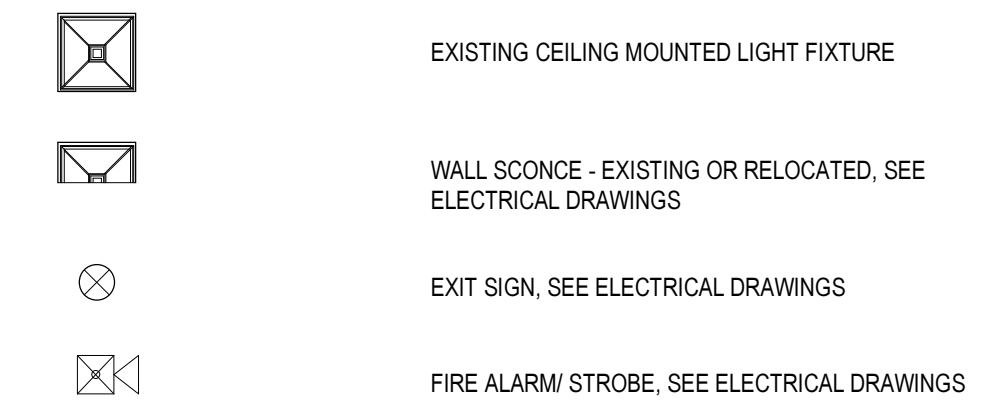 EXISTING CEILING MOUNTED LIGHT FIXTURE
WALL SCONCE - EXISTING OR RELOCATED, SEE
ELECTRICAL DRAWINGS
EXIT SIGN, SEE ELECTRICAL DRAWINGS
FIRE ALARM/ STROBE, SEE ELECTRICAL DRAWINGS